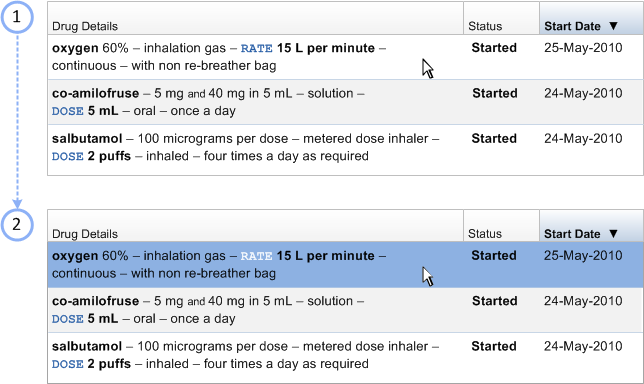 1
Drug Details Status Start Date ▼
oxygen 60% – inhalation gas – RATE 15 L per minute – Started 25-May-2010
continuous – with non re-breather bag
co-amilofruse – 5 mg and 40 mg in 5 mL – solution – Started 24-May-2010
DOSE 5 mL – oral – once a day
salbutamol – 100 micrograms per dose – metered dose inhaler – Started 24-May-2010
DOSE 2 puffs – inhaled – four times a day as required
2
Drug Details Status Start Date ▼
oxygen 60% – inhalation gas – RATE 15 L per minute – Started 25-May-2010
continuous – with non re-breather bag
co-amilofruse – 5 mg and 40 mg in 5 mL – solution – Started 24-May-2010
DOSE 5 mL – oral – once a day
salbutamol – 100 micrograms per dose – metered dose inhaler – Started 24-May-2010
DOSE 2 puffs – inhaled – four times a day as required